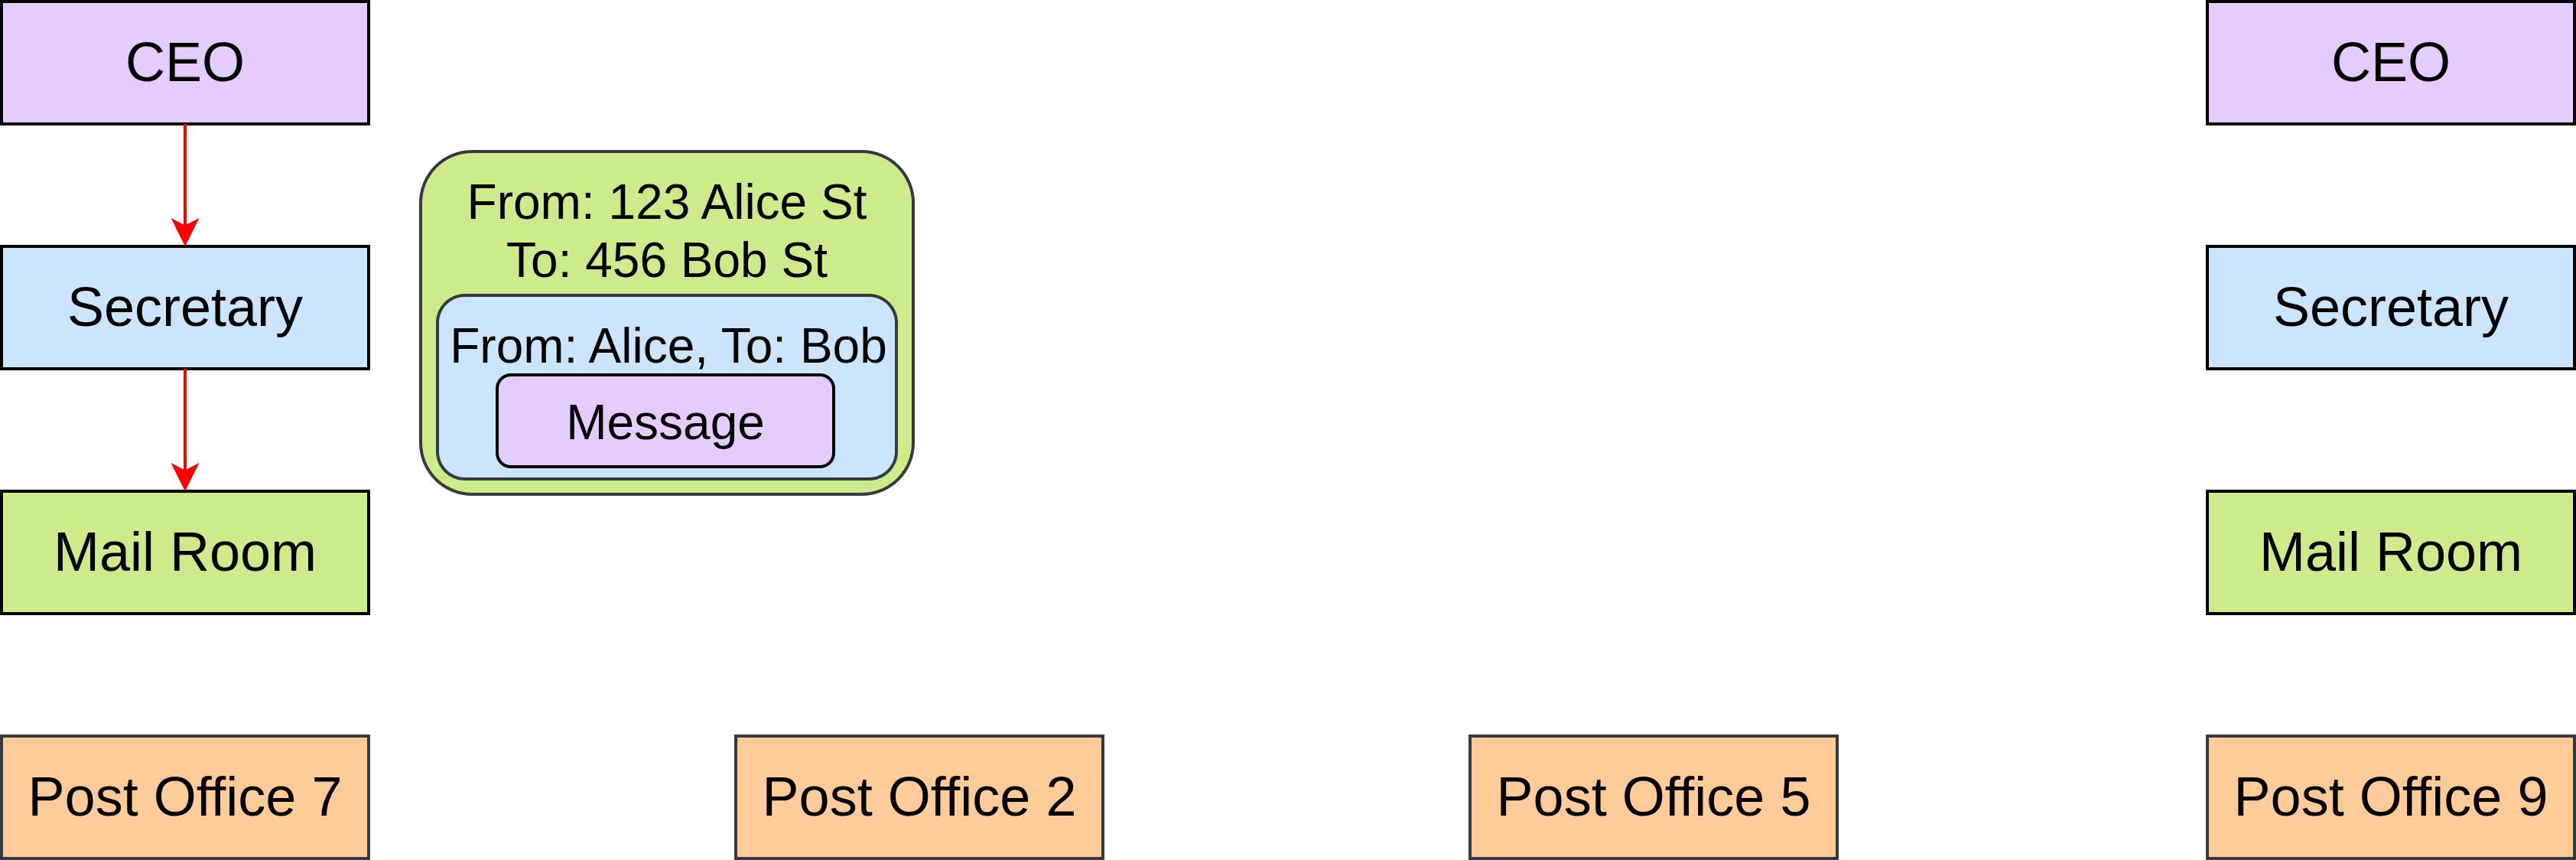 CEO
CEO
From: 123 Alice St
To: 456 Bob St
Secretary
From: Alice, To: Bob
Secretary
Message
Mail Room
Mail Room
Post Office 7
Post Office 2
Post Office 5
Post Office 9